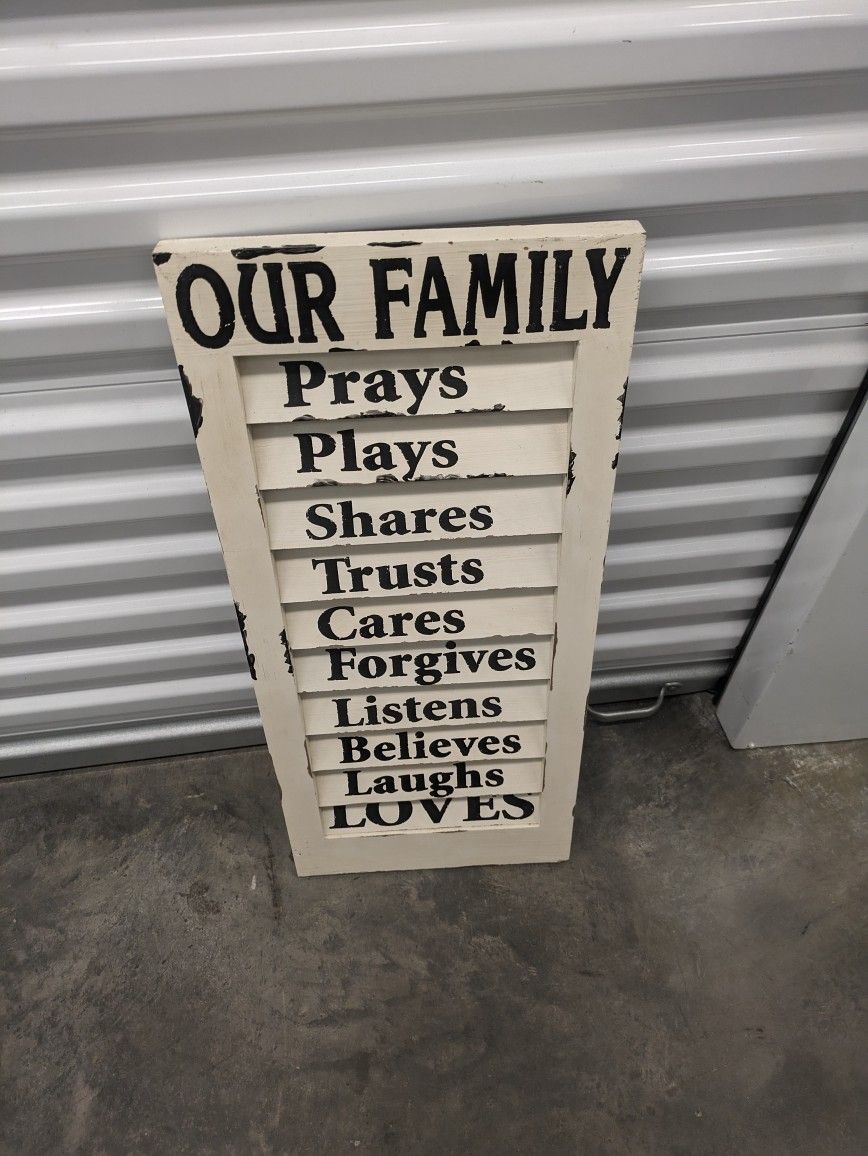 OUR FAMILY
Prays
Plays
Shares
Trusts
Cares
Forgives
Listens
Believes
Laughs
LOVES